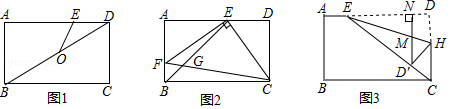 A E D
O
B C
图1
A E D
F G
B C
图2
A E N D
M H
D'
B C
图3